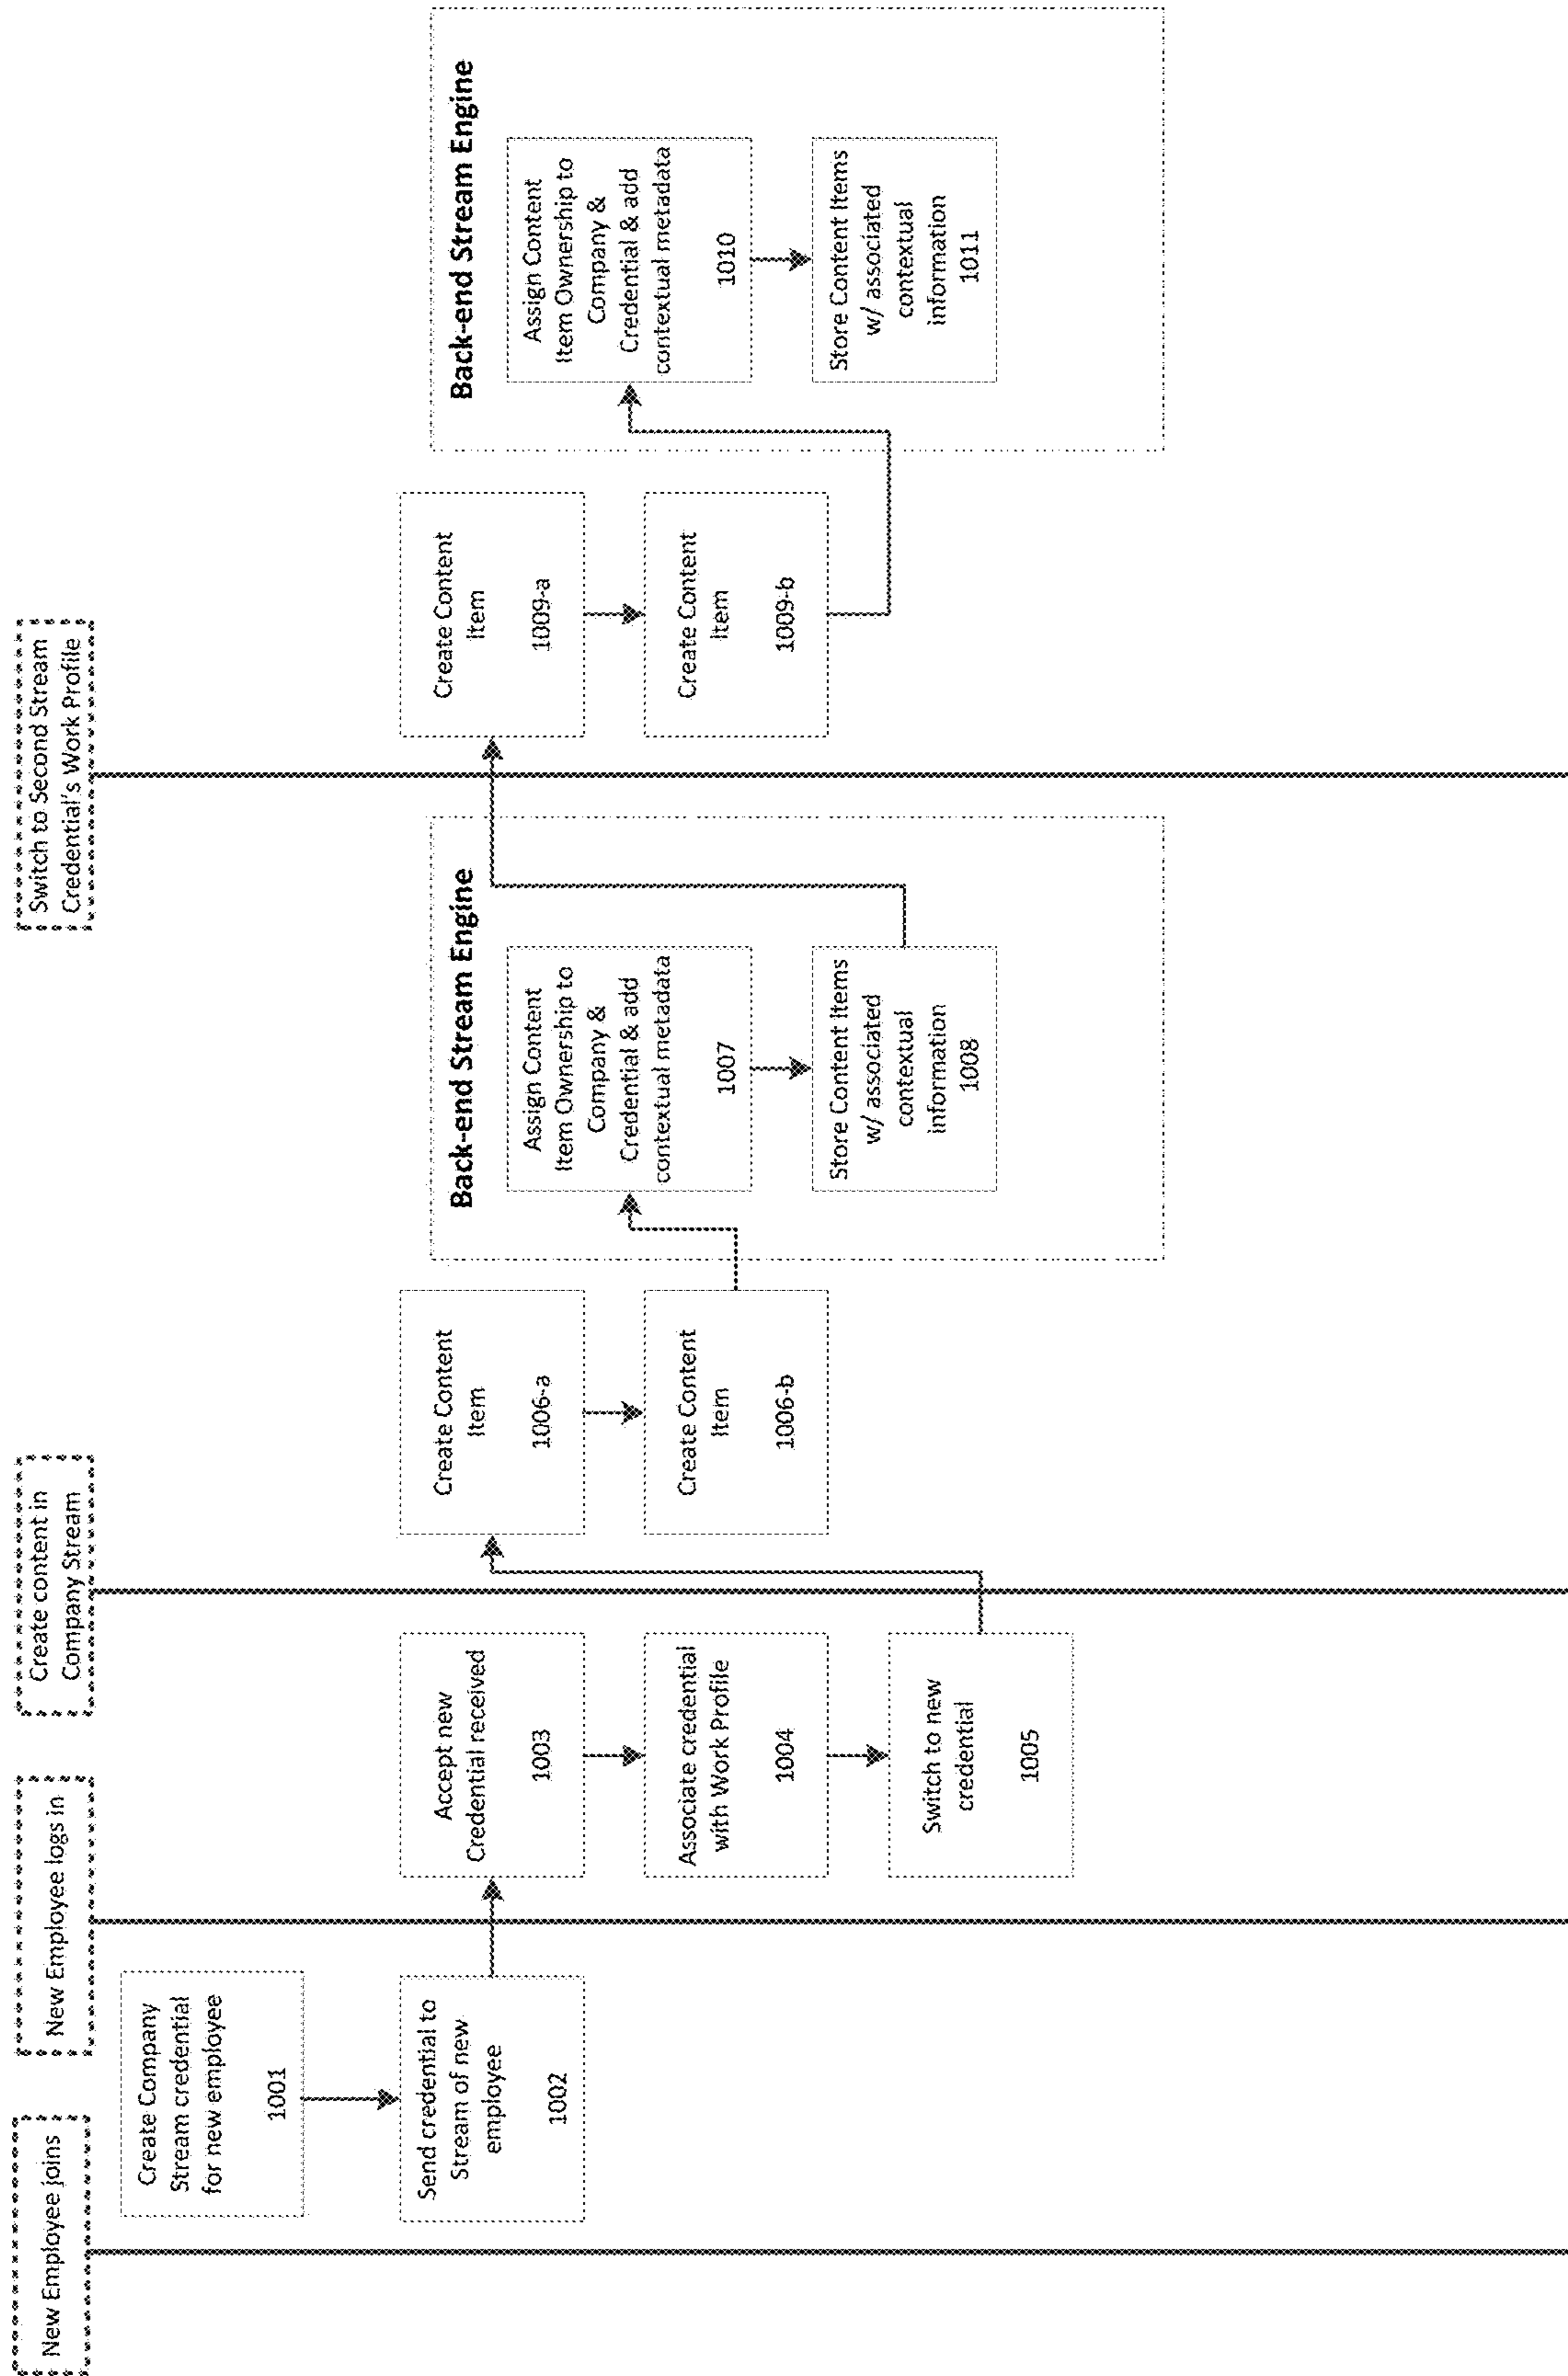 New Employee joins
Create Company
Stream credential
for new employee
1001
Send credential to
Stream of new
employee
1002
New Employee logs in
Accept new
Credential received
1003
Associate credential
with Work Profile
1004
Switch to new
credential
1005
Create content in
Company Stream
Create Content
Item
1006-a
Create Content
Item
1006-b
Back-end Stream Engine
Assign Content
Item Ownership to
Company &
Credential & add
contextual metadata
1007
Store Content Items
w/ associated
contextual
information
1008
Switch to Second Stream
Credential's Work Profile
Create Content
Item
1009-a
Create Content
Item
1009-b
Back-end Stream Engine
Assign Content
Item Ownership to
Company &
Credential & add
contextual metadata
1010
Store Content Items
w/ associated
contextual
information
1011